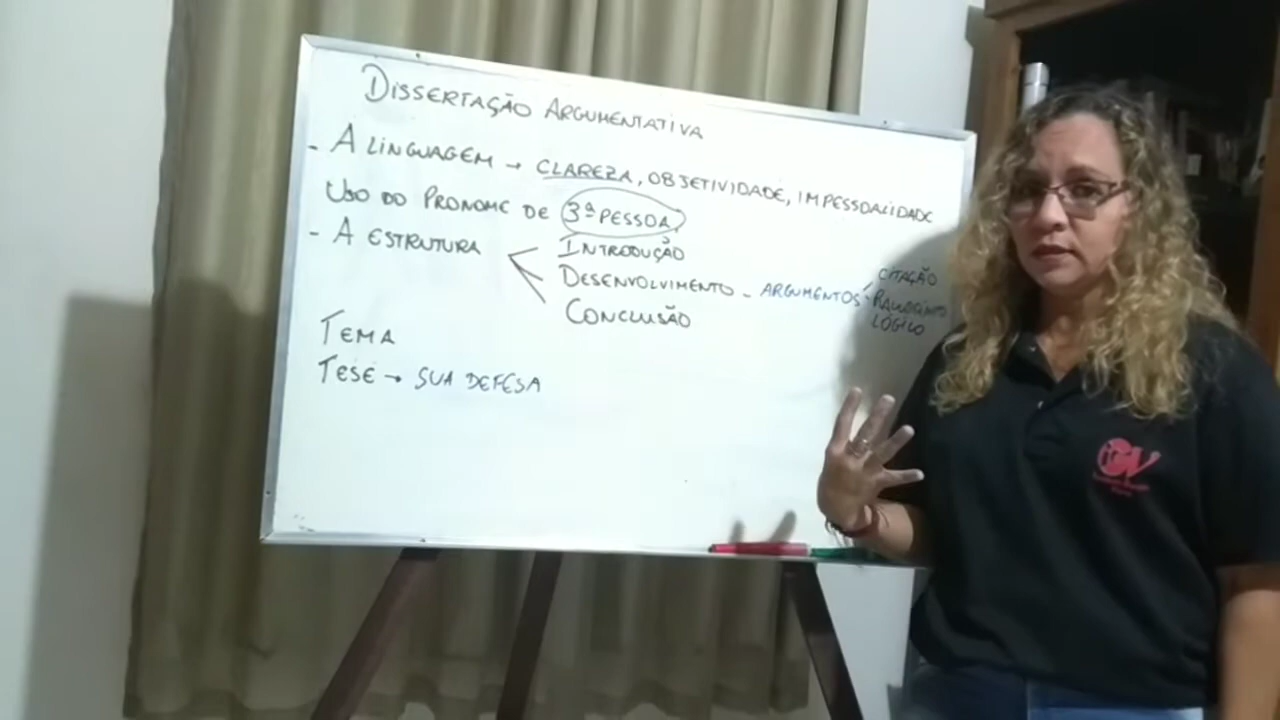 DISSERTAÇÃO ARGUMENTATIVA
- A LINGUAGEM → CLAREZA, OBJETIVIDADE, IMPESSOALIDADE
USO DO PRONOME DE 3ª PESSOA.
- A ESTRUTURA
INTRODUÇÃO
DESENVOLVIMENTO - ARGUMENTOS
CITAÇÃO
RACIOCÍNIO
LÓGICO
CONCLUSÃO
TEMA
TESE → SUA DEFESA